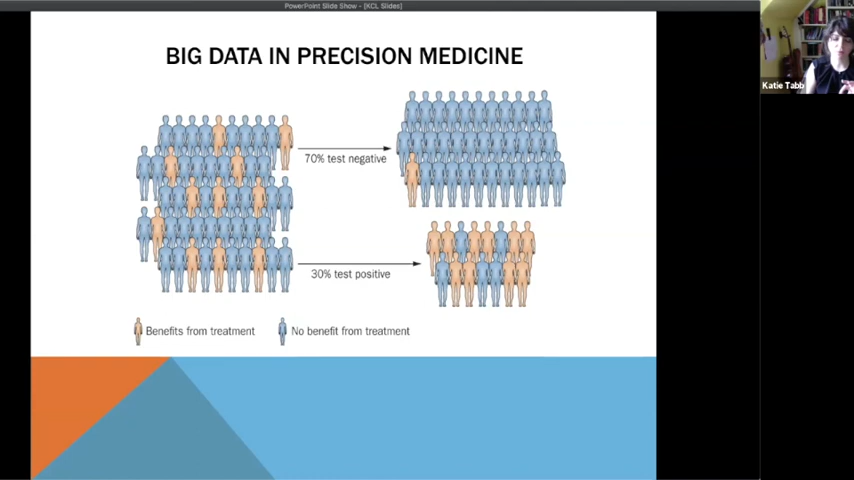 PowerPoint Slide Show - [KCL Slides]
BIG DATA IN PRECISION MEDICINE
70% test negative
30% test positive
Benefits from treatment
No benefit from treatment
Katie Tabb